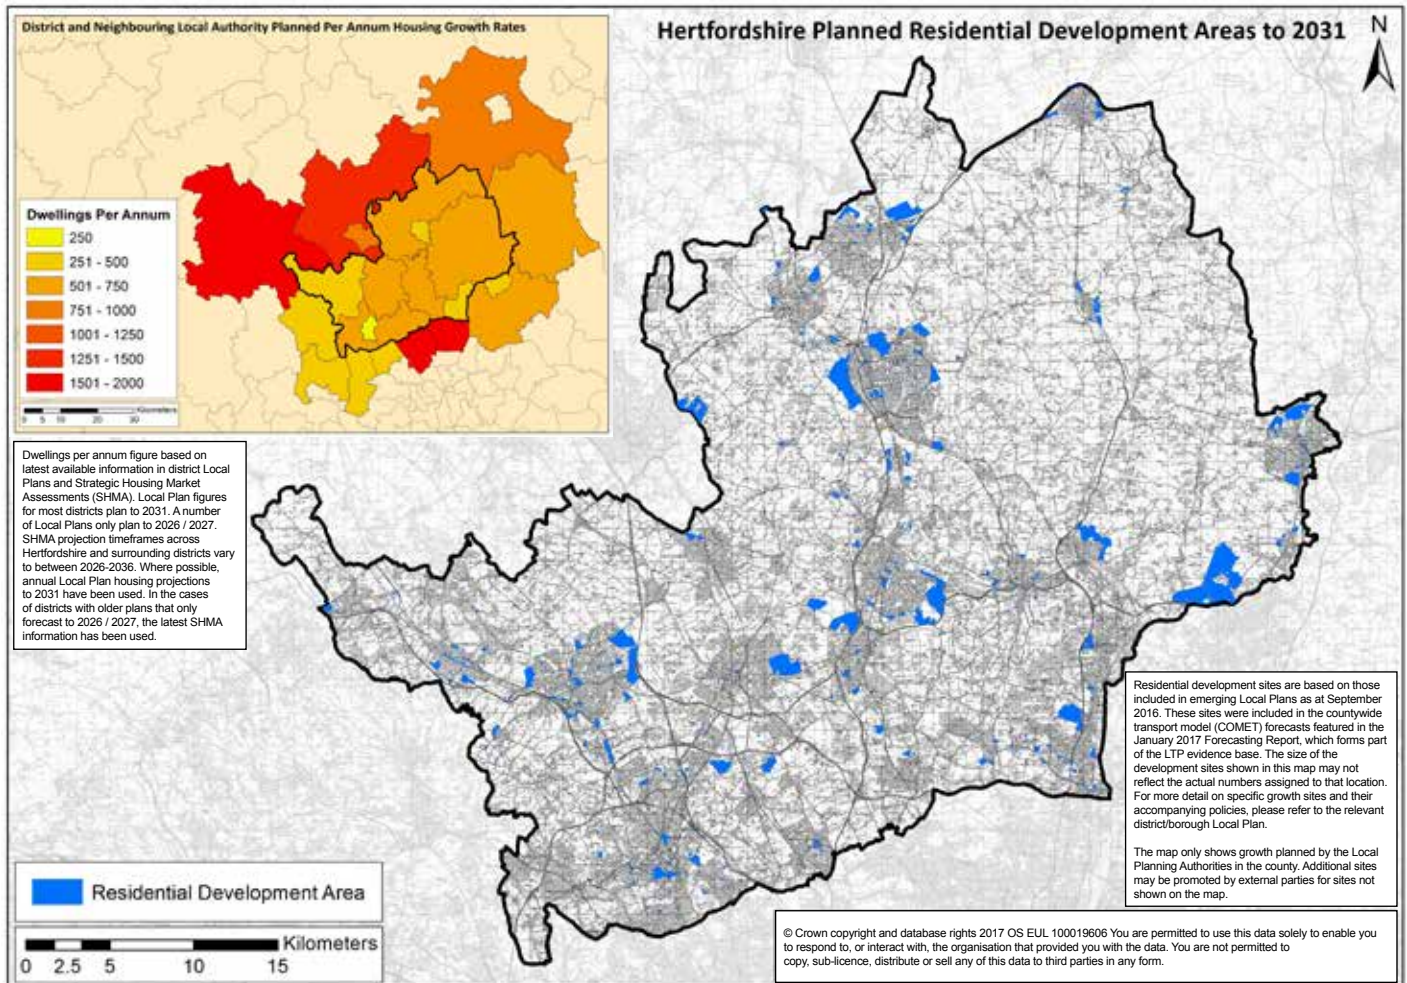 District and Neighbouring Local Authority Planned Per Annum Housing Growth Rates
Hertfordshire Planned Residential Development Areas to 2031
N
Dwellings Per Annum
250
251 - 500
501 - 750
751 - 1000
1001 - 1250
1251 - 1500
1501 - 2000
Kilometers
0 5 10 20 30
Dwellings per annum figure based on
latest available information in district Local
Plans and Strategic Housing Market
Assessments (SHMA). Local Plan figures
for most districts plan to 2031. A number
of Local Plans only plan to 2026 / 2027.
SHMA projection timeframes across
Hertfordshire and surrounding districts vary
to between 2026-2036. Where possible,
annual Local Plan housing projections
to 2031 have been used. In the cases
of districts with older plans that only
forecast to 2026 / 2027, the latest SHMA
information has been used.
Residential development sites are based on those
included in emerging Local Plans as at September
2016. These sites were included in the countywide
transport model (COMET) forecasts featured in the
January 2017 Forecasting Report, which forms part
of the LTP evidence base. The size of the
development sites shown in this map may not
reflect the actual numbers assigned to that location.
For more detail on specific growth sites and their
accompanying policies, please refer to the relevant
district/borough Local Plan.
The map only shows growth planned by the Local
Planning Authorities in the county. Additional sites
may be promoted by external parties for sites not
shown on the map.
Residential Development Area
Kilometers
0 2.5 5 10 15
© Crown copyright and database rights 2017 OS EUL 100019606 You are permitted to use this data solely to enable you
to respond to, or interact with, the organisation that provided you with the data. You are not permitted to
copy, sub-licence, distribute or sell any of this data to third parties in any form.